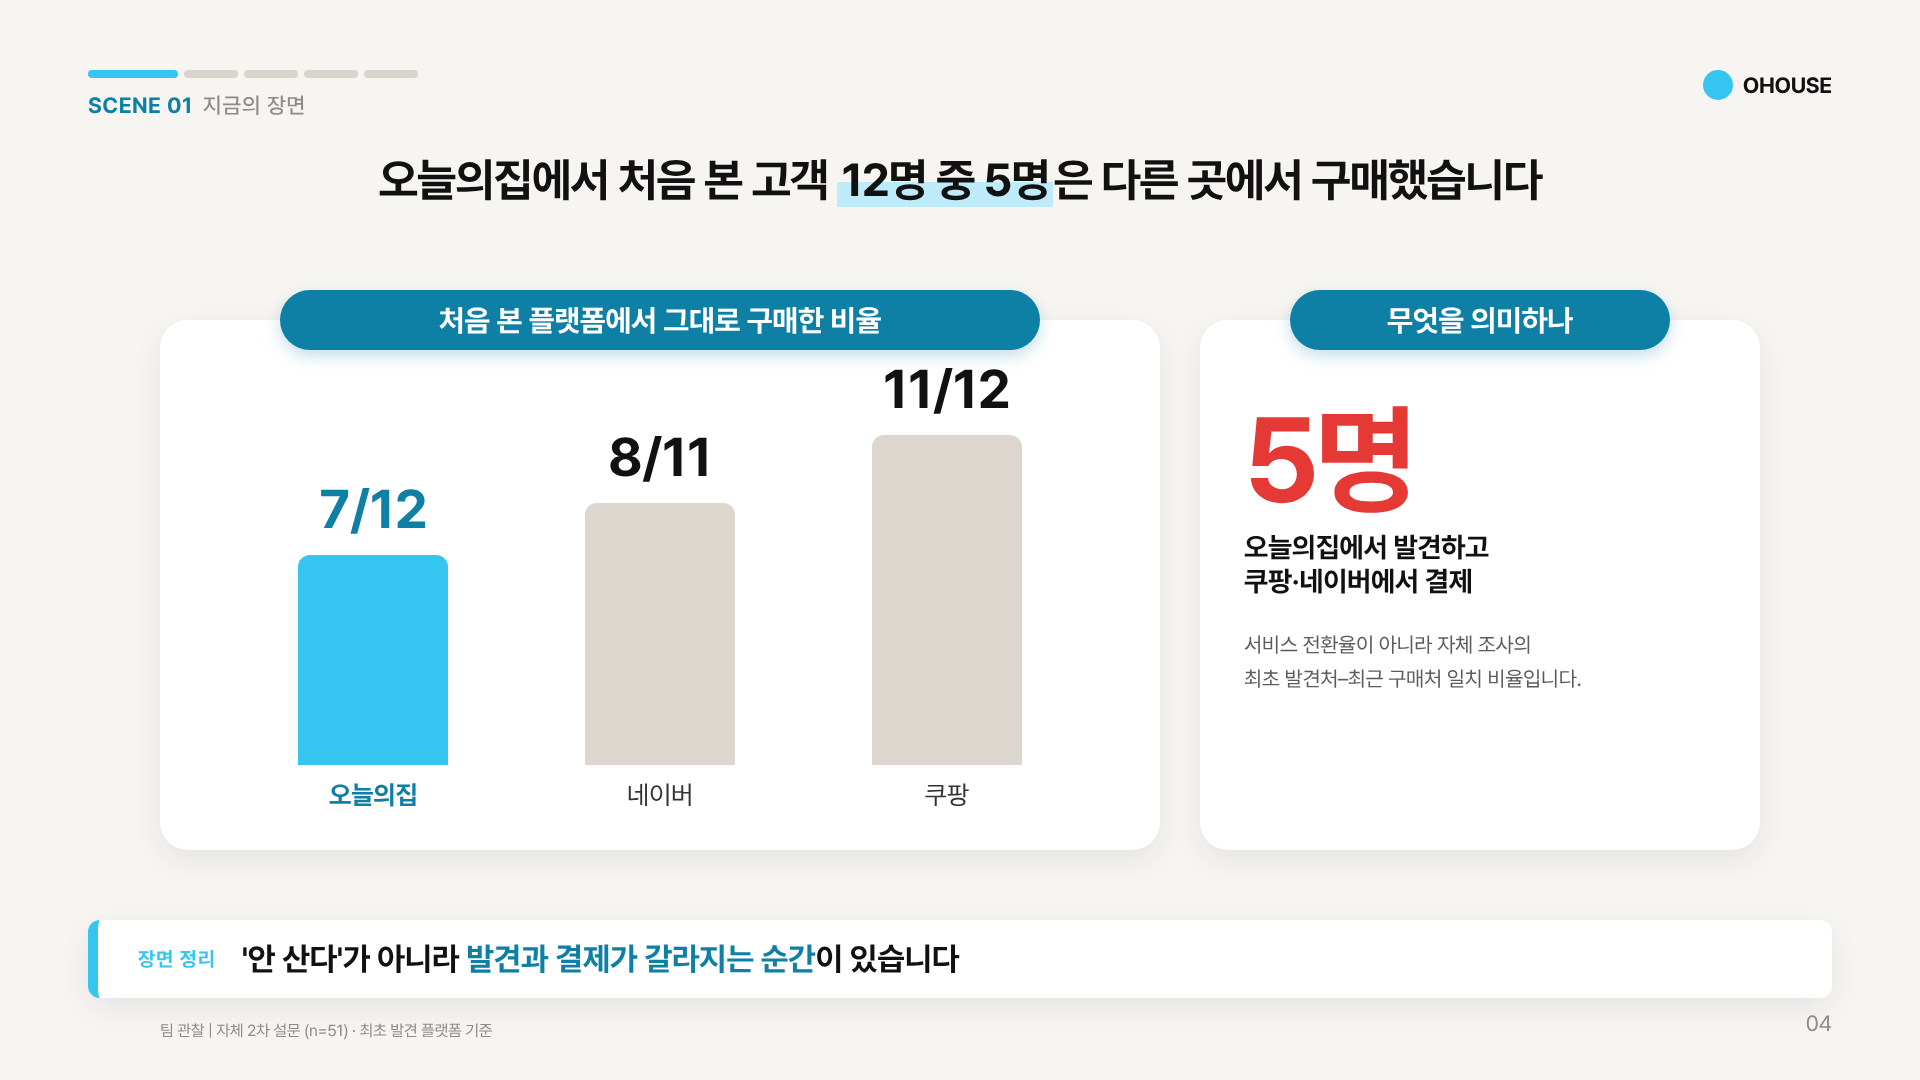 SCENE 01 지금의 장면
OHOUSE
오늘의집에서 처음 본 고객 12명 중 5명은 다른 곳에서 구매했습니다
처음 본 플랫폼에서 그대로 구매한 비율
7/12
8/11
11/12
오늘의집
네이버
쿠팡
무엇을 의미하나
5명
오늘의집에서 발견하고
쿠팡·네이버에서 결제
서비스 전환율이 아니라 자체 조사의
최초 발견처–최근 구매처 일치 비율입니다.
장면 정리 '안 산다'가 아니라 발견과 결제가 갈라지는 순간이 있습니다
팀 관찰 | 자체 2차 설문 (n=51) · 최초 발견 플랫폼 기준
04